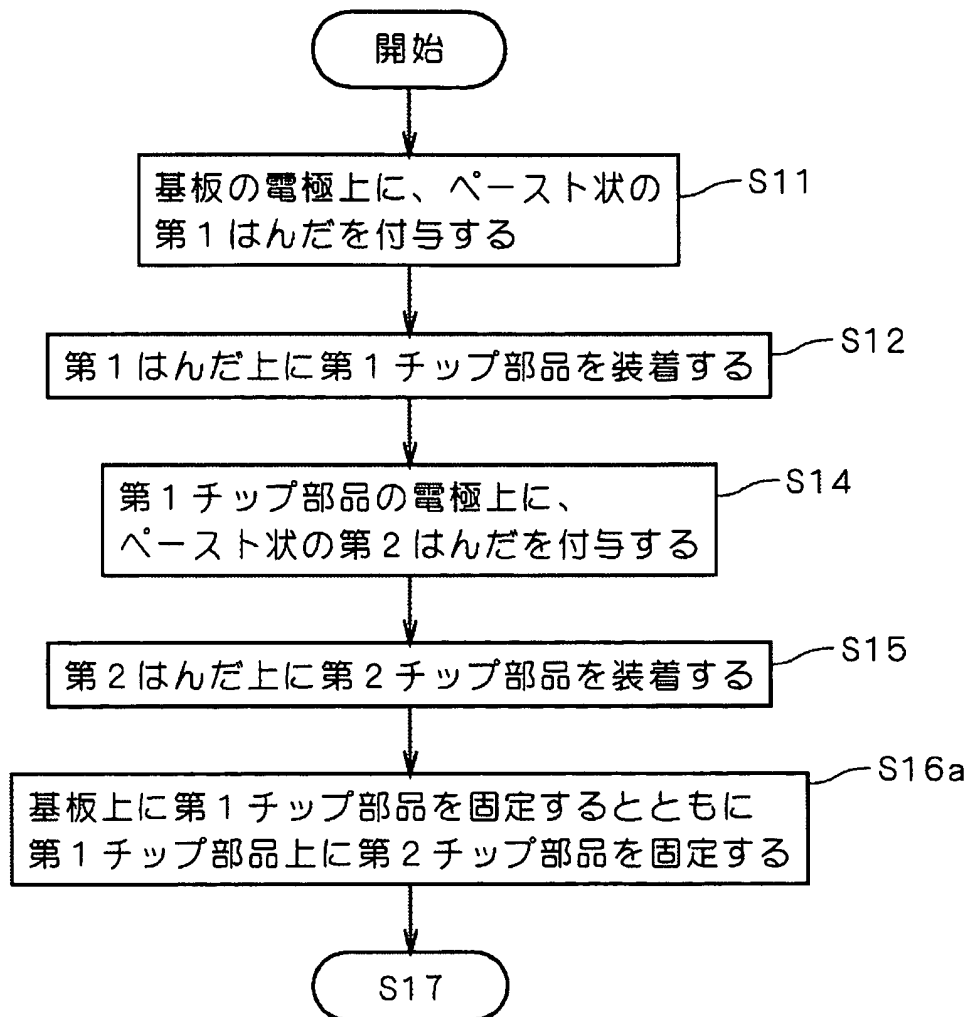 開始
基板の電極上に、ペースト状の
第1はんだを付与する
S11
第1はんだ上に第1チップ部品を装着する
S12
第1チップ部品の電極上に、
ペースト状の第2はんだを付与する
S14
第2はんだ上に第2チップ部品を装着する
S15
基板上に第1チップ部品を固定するとともに
第1チップ部品上に第2チップ部品を固定する
S16a
S17